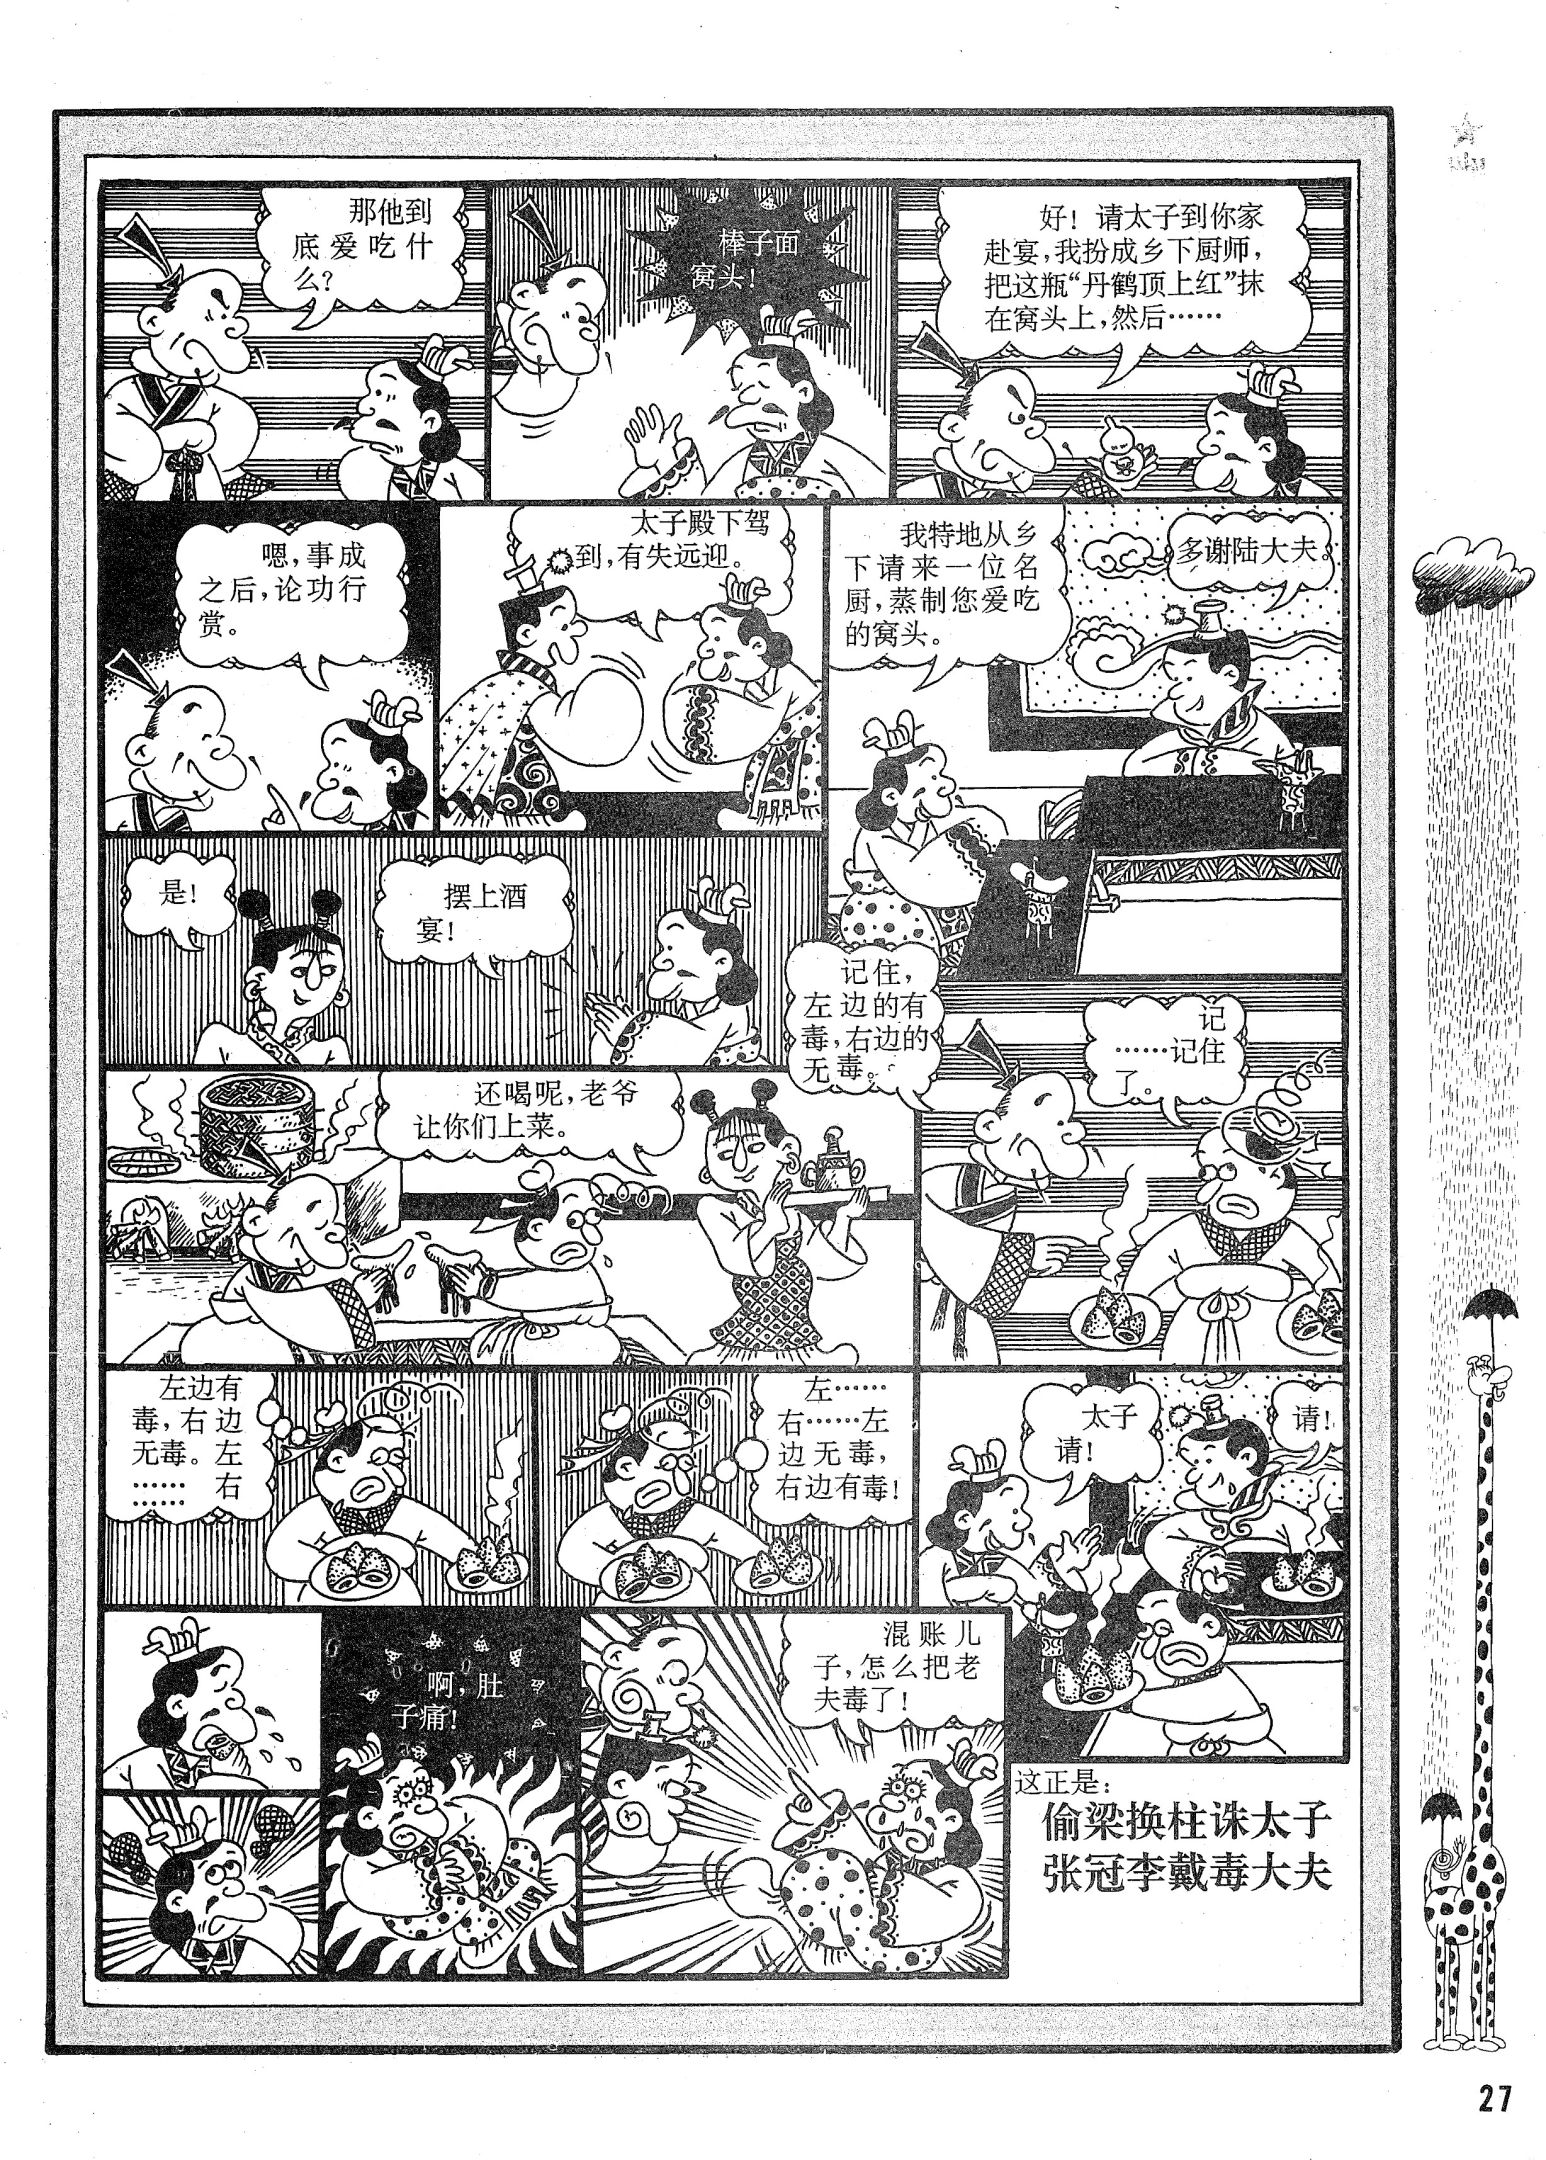 那他到
底爱吃什
么?
棒子面
窝头!
好!请太子到你家
赴宴,我扮成乡下厨师,
把这瓶“丹鹤顶上红”抹
在窝头上,然后……
嗯,事成
之后,论功行
赏。
太子殿下驾
到,有失远迎。
我特地从乡
下请来一位名
厨,蒸制您爱吃
的窝头。
多谢陆大夫。
是!
摆上酒
宴!
还喝呢,老爷
让你们上菜。
记住,
左边的有
毒,右边的
无毒。
记
……记住
了。
左边有
毒,右边
无毒。左
…… 右
……
左……
右……左
边无毒,
右边有毒!
太子
请!
请!
啊,肚
子痛!
混账儿
子,怎么把老
夫毒了!
这正是:
偷梁换柱诛太子
张冠李戴毒大夫
27